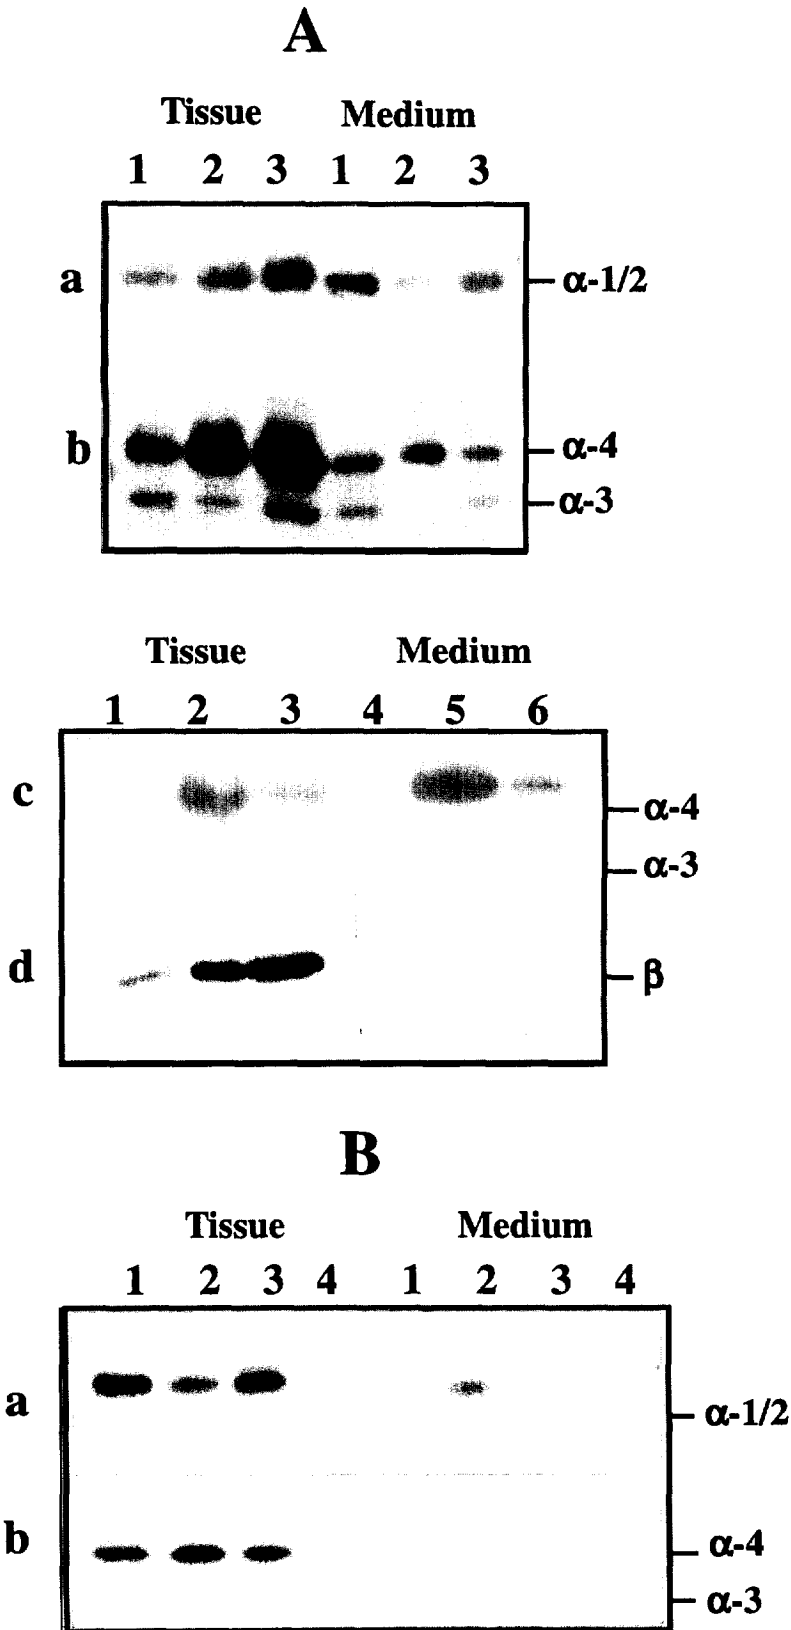 A
Tissue Medium
1 2 3 1 2 3
a α-1/2
b α-4
α-3
Tissue Medium
1 2 3 4 5 6
c α-4
α-3
d β
B
Tissue Medium
1 2 3 4 1 2 3 4
a α-1/2
b α-4
α-3